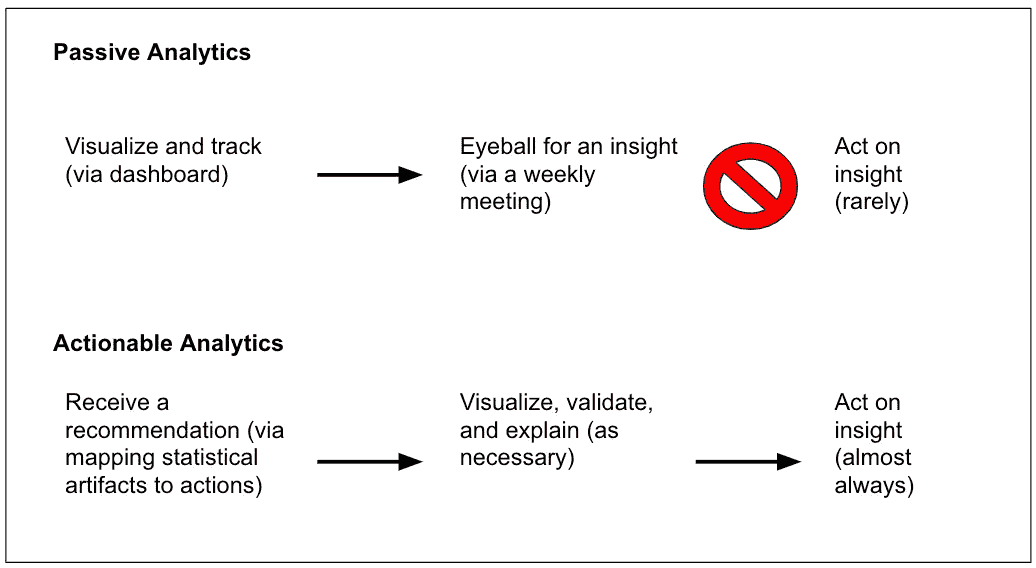 Passive Analytics
Visualize and track
(via dashboard)
Eyeball for an insight
(via a weekly
meeting)
Act on
insight
(rarely)
Actionable Analytics
Receive a
recommendation (via
mapping statistical
artifacts to actions)
Visualize, validate,
and explain (as
necessary)
Act on
insight
(almost
always)